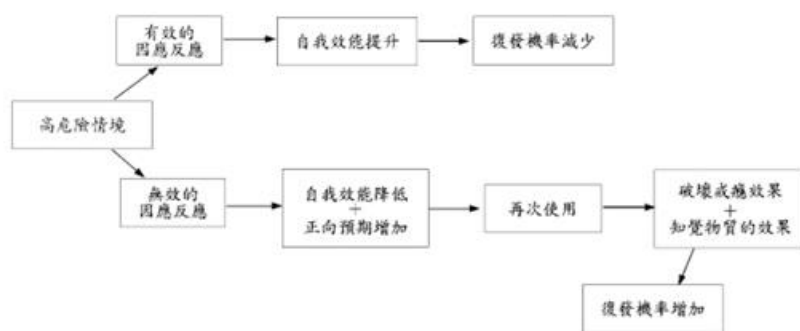 有效的
因應反應
自我效能提升
復發機率減少
高危險情境
無效的
因應反應
自我效能降低
+
正向預期增加
再次使用
破壞戒癮效果
+
知覺物質的效果
復發機率增加